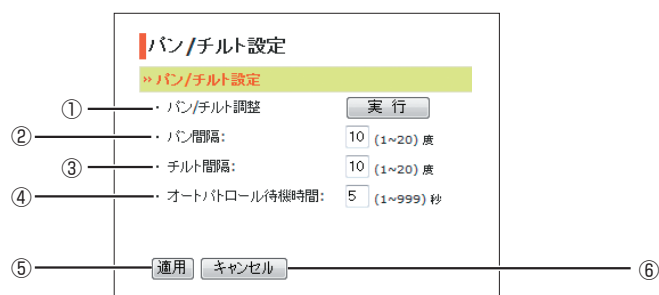 パン/チルト設定
» パン/チルト設定
① ・ パン/チルト調整 実 行
② ・ パン間隔: 10 (1~20) 度
③ ・ チルト間隔: 10 (1~20) 度
④ ・ オートパトロール待機時間: 5 (1~999) 秒
⑤ 適用 キャンセル ⑥